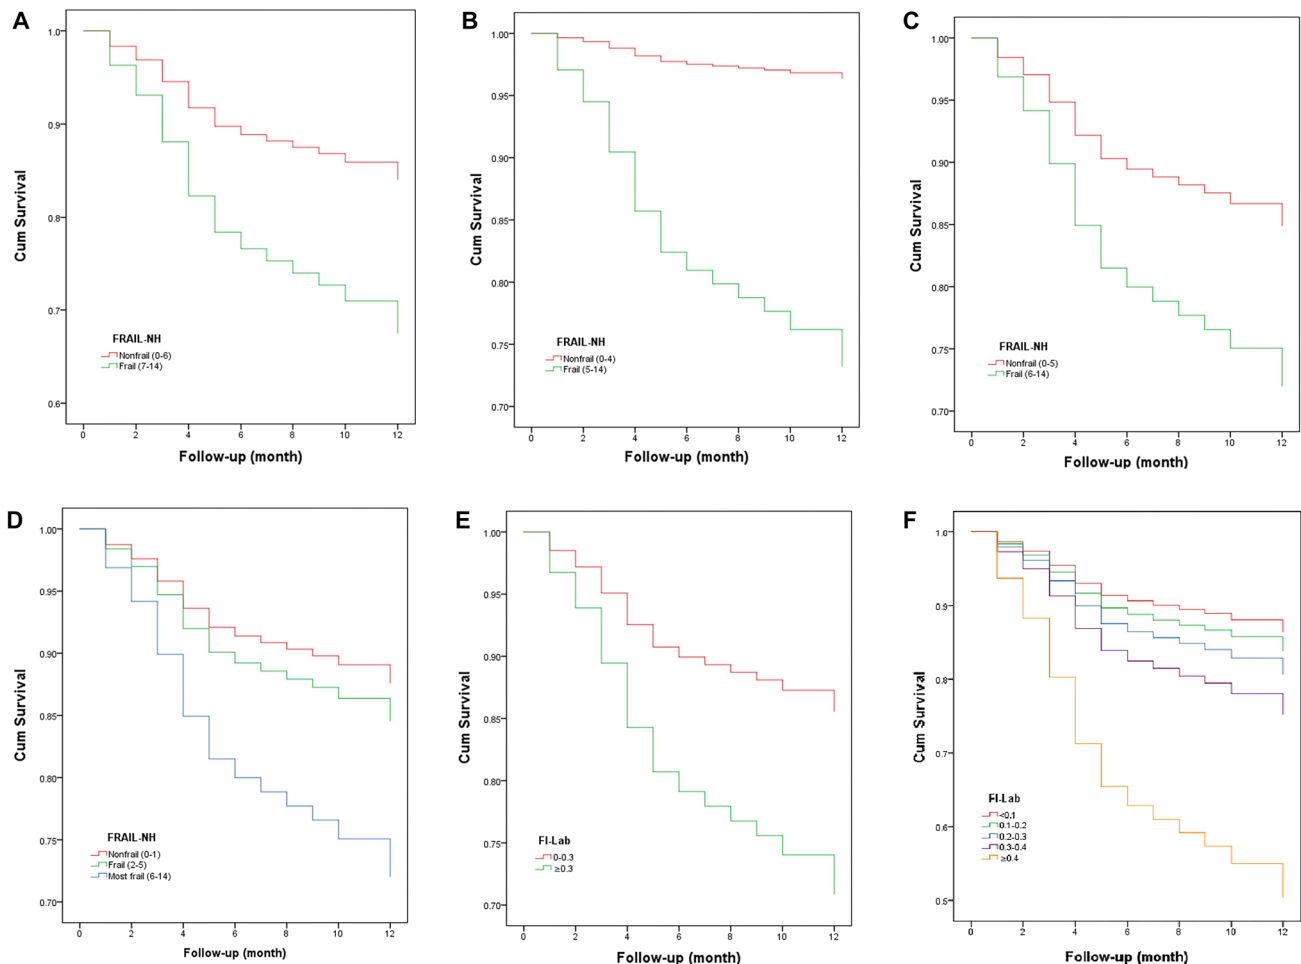 A
1.0
0.9
0.8
0.7
0.6
Cum Survival
FRAIL-NH
Nonfrail (0-6)
Frail (7-14)
0 2 4 6 8 10 12
Follow-up (month)
B
1.00
0.95
0.90
0.85
0.80
0.75
0.70
Cum Survival
FRAIL-NH
Nonfrail (0-4)
Frail (5-14)
0 2 4 6 8 10 12
Follow-up (month)
C
1.00
0.95
0.90
0.85
0.80
0.75
0.70
Cum Survival
FRAIL-NH
Nonfrail (0-5)
Frail (6-14)
0 2 4 6 8 10 12
Follow-up (month)
D
1.00
0.95
0.90
0.85
0.80
0.75
0.70
Cum Survival
FRAIL-NH
Nonfrail (0-1)
Frail (2-5)
Most frail (6-14)
0 2 4 6 8 10 12
Follow-up (month)
E
1.00
0.95
0.90
0.85
0.80
0.75
0.70
Cum Survival
FI-Lab
0-0.3
≥0.3
0 2 4 6 8 10 12
Follow-up (month)
F
1.0
0.9
0.8
0.7
0.6
0.5
Cum Survival
FI-Lab
<0.1
0.1-0.2
0.2-0.3
0.3-0.4
≥0.4
0 2 4 6 8 10 12
Follow-up (month)